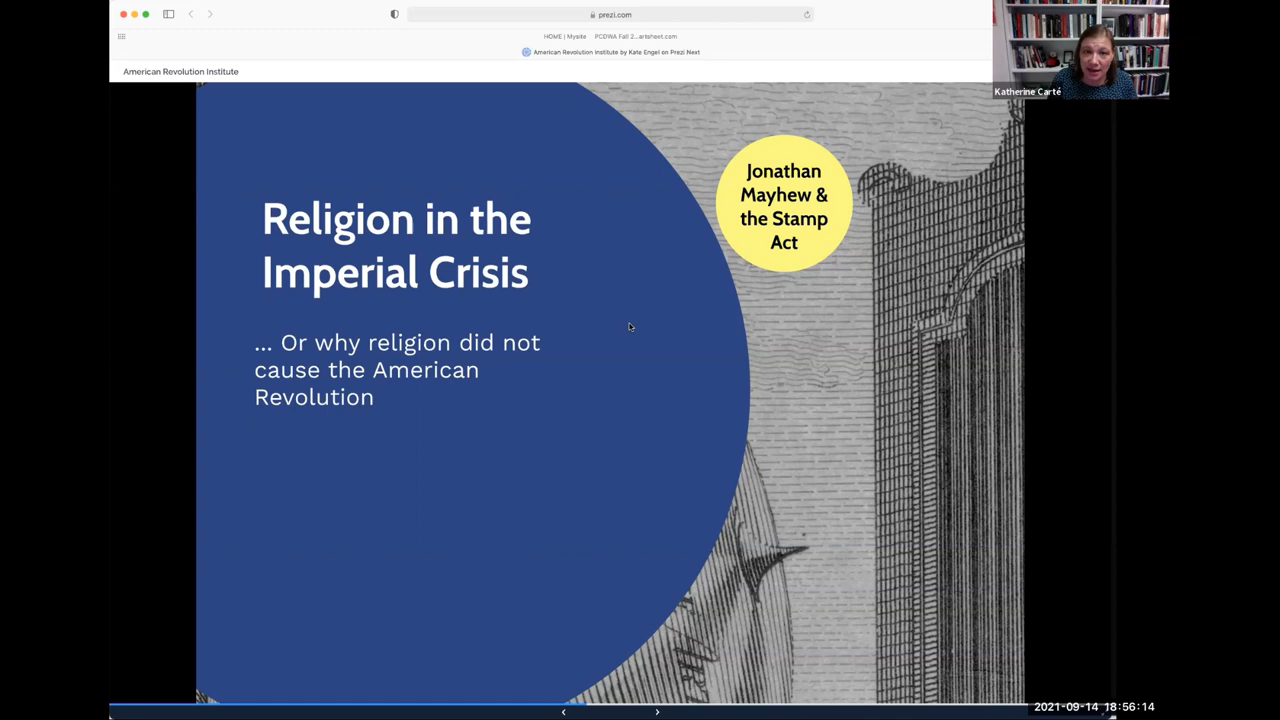 prezi.com
HOME | Mysite
PCDWA Fall 2...artsheet.com
American Revolution Institute by Kate Engel on Prezi Next
American Revolution Institute
Katherine Carté
Jonathan
Mayhew &
the Stamp
Act
Religion in the
Imperial Crisis
... Or why religion did not
cause the American
Revolution
2021-09-14 18:56:14